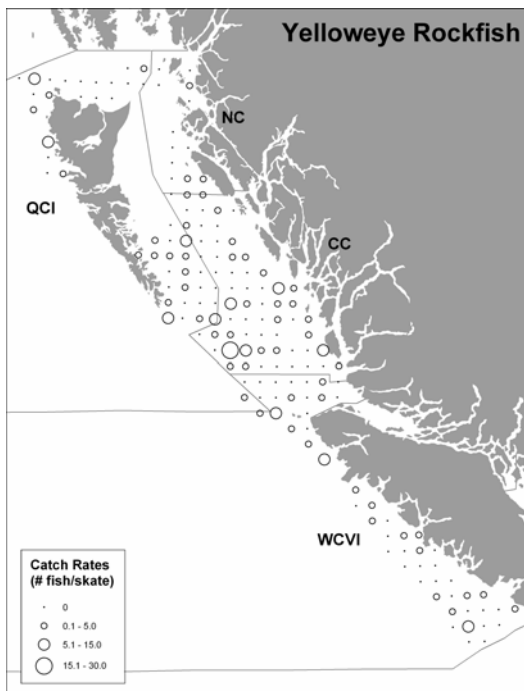 Yelloweye Rockfish
NC
QCI
CC
WCVI
Catch Rates
(# fish/skate)
0
0.1 - 5.0
5.1 - 15.0
15.1 - 30.0